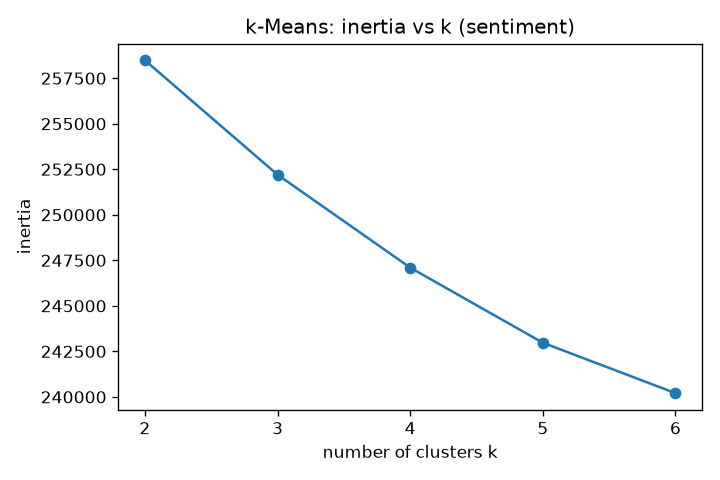 k-Means: inertia vs k (sentiment)
inertia
257500
255000
252500
250000
247500
245000
242500
240000
2 3 4 5 6
number of clusters k